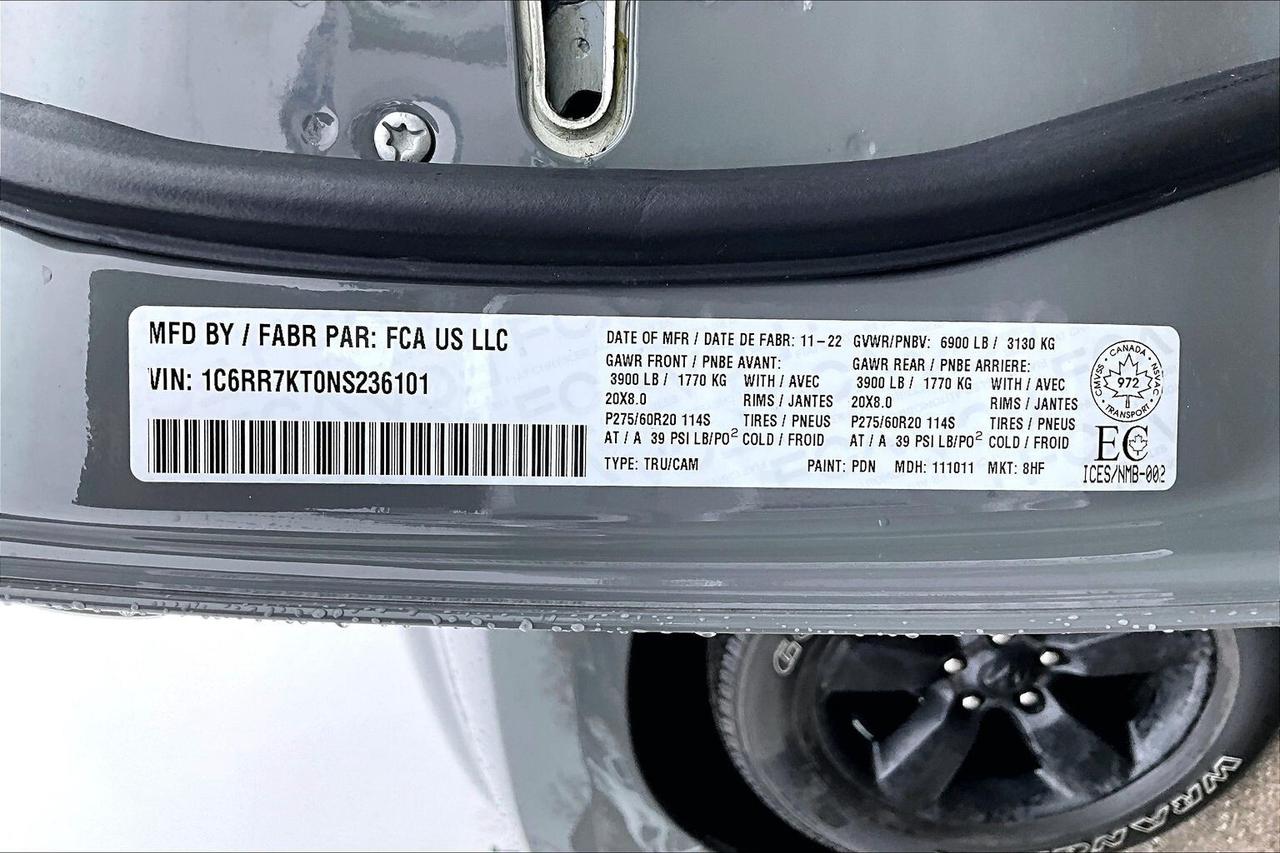 MFD BY / FABR PAR: FCA US LLC
VIN: 1C6RR7KT0NS236101
DATE OF MFR / DATE DE FABR: 11-22 GVWR/PNBV: 6900 LB / 3130 KG
GAWR FRONT / PNBE AVANT: GAWR REAR / PNBE ARRIERE:
3900 LB / 1770 KG WITH / AVEC 3900 LB / 1770 KG WITH / AVEC
20X8.0 RIMS / JANTES 20X8.0 RIMS / JANTES
P275/60R20 114S TIRES / PNEUS P275/60R20 114S TIRES / PNEUS
AT / A 39 PSI LB/PO² COLD / FROID AT / A 39 PSI LB/PO² COLD / FROID
TYPE: TRU/CAM PAINT: PDN MDH: 111011 MKT: 8HF
CANADA
CMVSS 972 NSVAC
TRANSPORT
EC
ICES/NMB-002